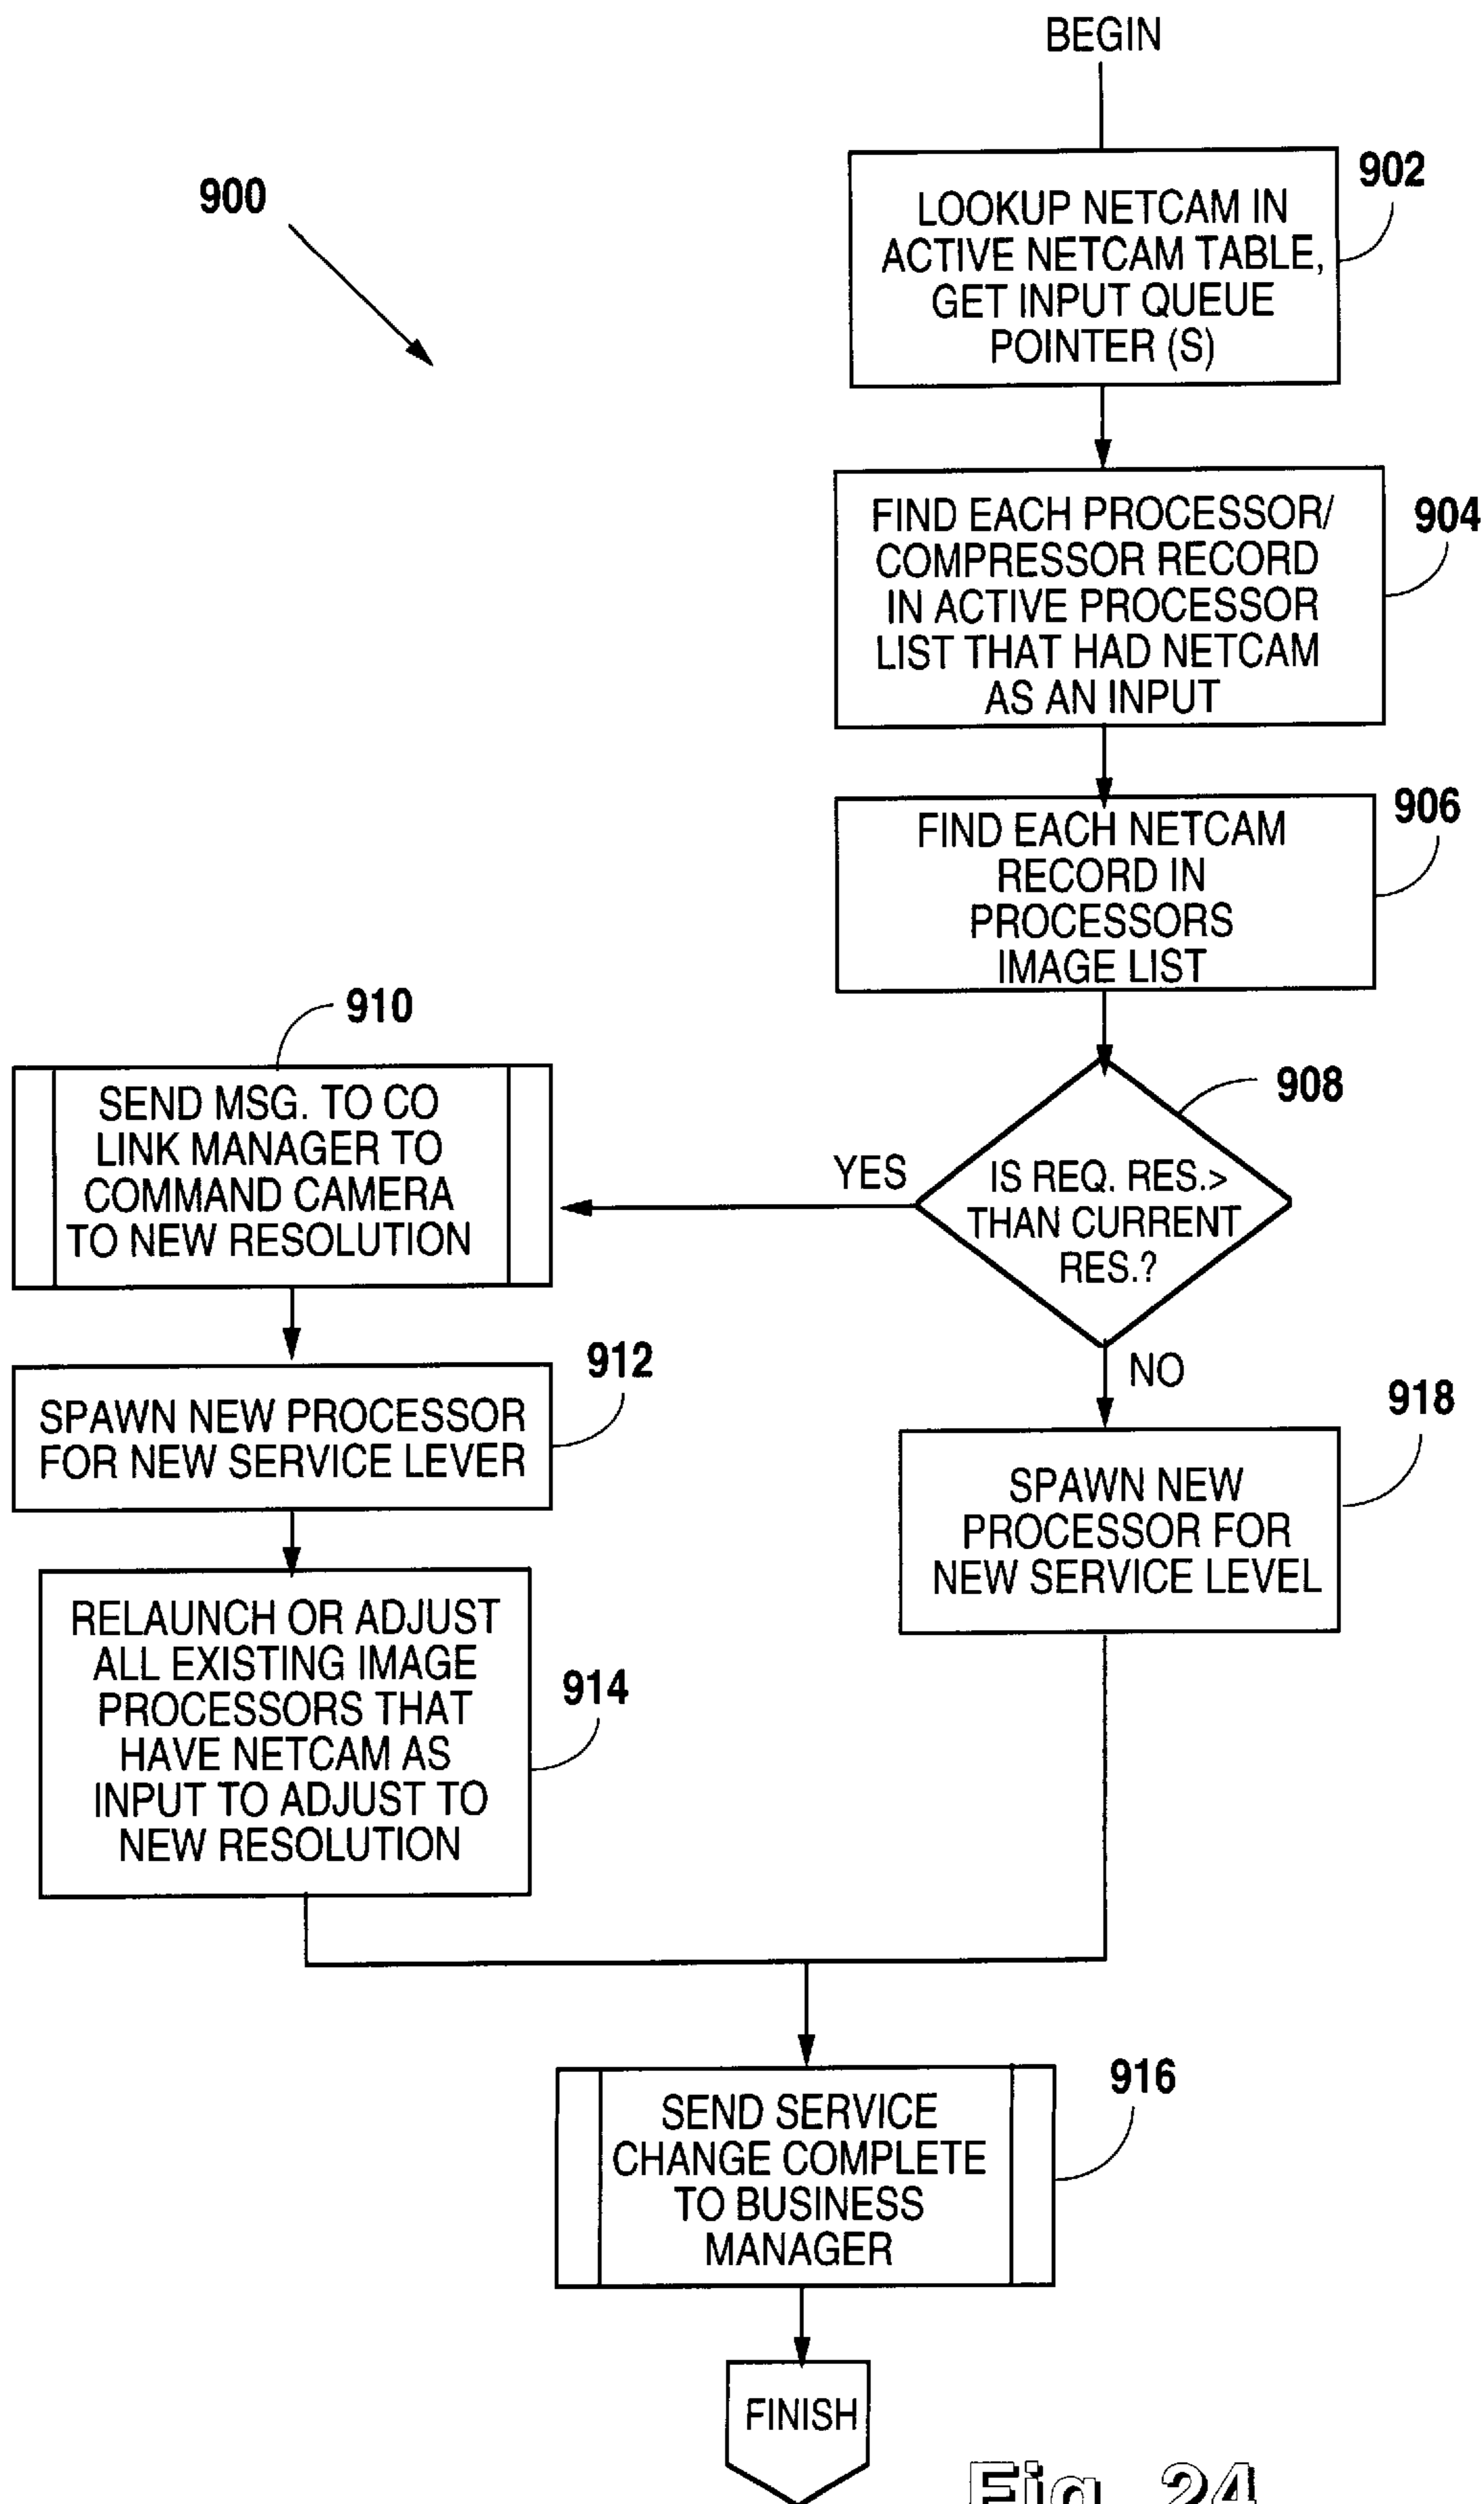 BEGIN
900
902
LOOKUP NETCAM IN
ACTIVE NETCAM TABLE,
GET INPUT QUEUE
POINTER (S)
904
FIND EACH PROCESSOR/
COMPRESSOR RECORD
IN ACTIVE PROCESSOR
LIST THAT HAD NETCAM
AS AN INPUT
906
FIND EACH NETCAM
RECORD IN
PROCESSORS
IMAGE LIST
908
IS REQ. RES.>
THAN CURRENT
RES.?
YES
NO
910
SEND MSG. TO CO
LINK MANAGER TO
COMMAND CAMERA
TO NEW RESOLUTION
912
SPAWN NEW PROCESSOR
FOR NEW SERVICE LEVER
918
SPAWN NEW
PROCESSOR FOR
NEW SERVICE LEVEL
914
RELAUNCH OR ADJUST
ALL EXISTING IMAGE
PROCESSORS THAT
HAVE NETCAM AS
INPUT TO ADJUST TO
NEW RESOLUTION
916
SEND SERVICE
CHANGE COMPLETE
TO BUSINESS
MANAGER
FINISH
Fig. 24